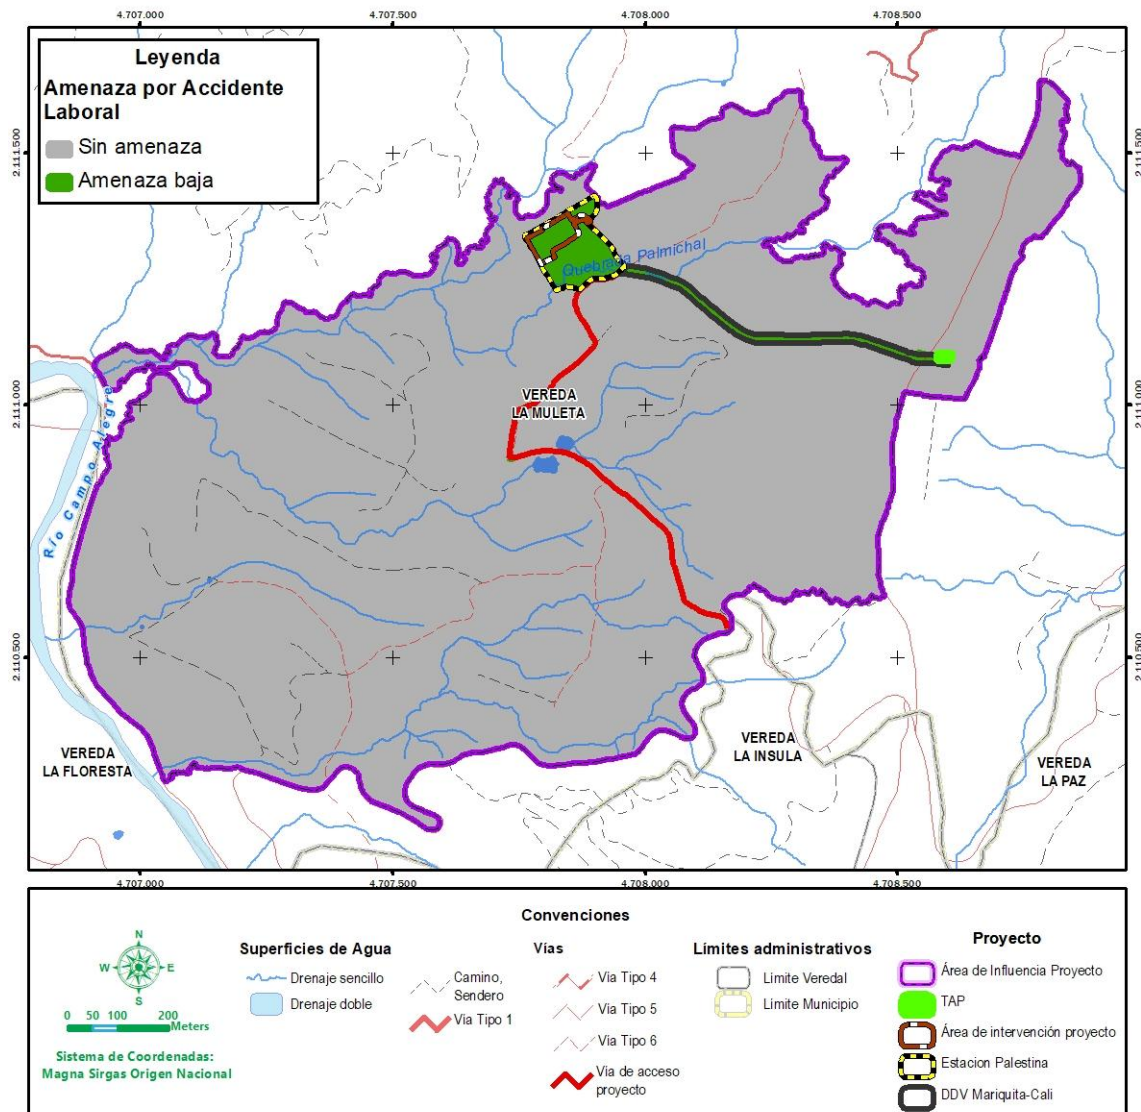 4.707.000
4.707.500
4.708.000
4.708.500
Leyenda
Amenaza por Accidente
Laboral
Sin amenaza
Amenaza baja
2.111.500
2.111.500
Quebrada Palmichal
2.111.000
2.111.000
VEREDA
LA MULETA
Río Campo Alegre
2.110.500
2.110.500
VEREDA
LA FLORESTA
VEREDA
LA INSULA
VEREDA
LA PAZ
4.707.000
4.707.500
4.708.000
4.708.500
Convenciones
N
W
E
S
0 50 100 200
Meters
Sistema de Coordenadas:
Magna Sirgas Origen Nacional
Superficies de Agua
Drenaje sencillo
Drenaje doble
Camino,
Sendero
Vía Tipo 1
Vías
Vía Tipo 4
Vía Tipo 5
Vía Tipo 6
Via de acceso
proyecto
Límites administrativos
Limite Veredal
Limite Municipio
Proyecto
Área de Influencia Proyecto
TAP
Área de intervención proyecto
Estacion Palestina
DDV Mariquita-Cali